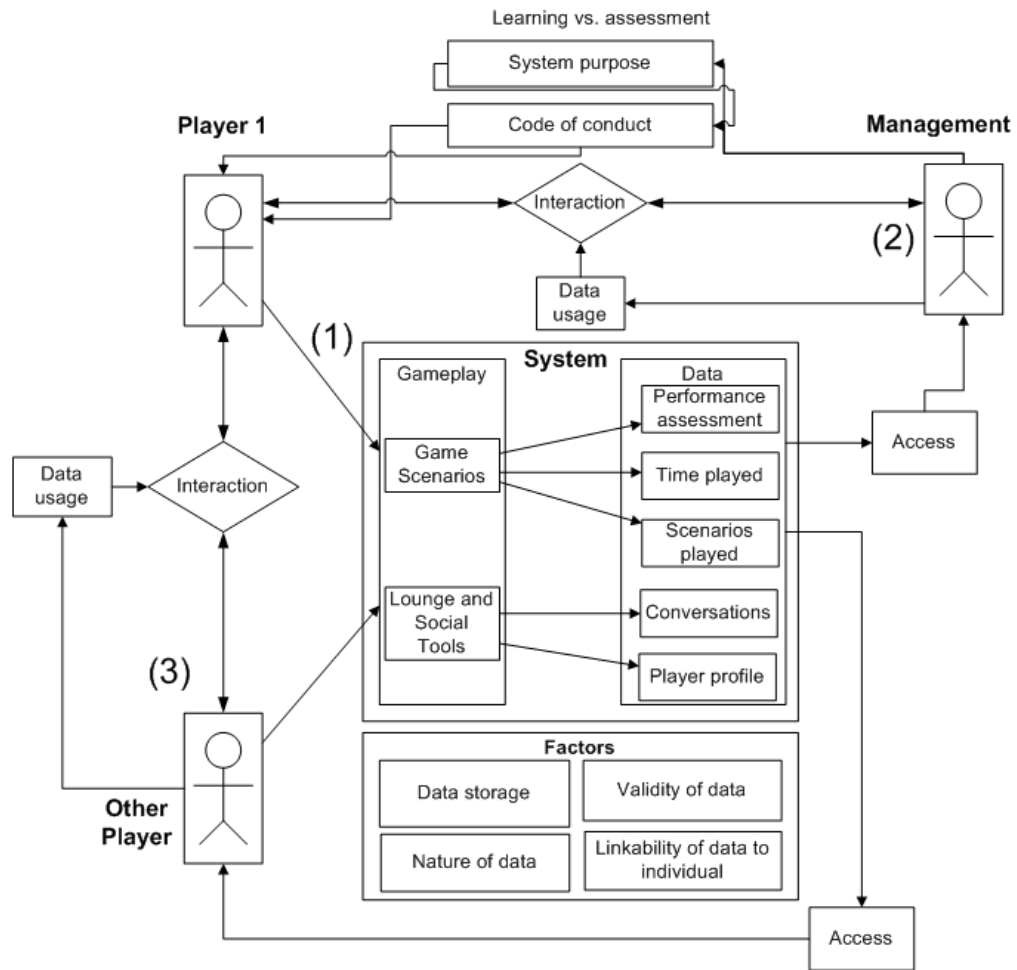 Learning vs. assessment
System purpose
Code of conduct
Player 1
Management
Interaction
(2)
Data
usage
(1)
System
Gameplay
Data
Performance
assessment
Game
Scenarios
Time played
Scenarios
played
Access
Data
usage
Interaction
Lounge and
Social
Tools
Conversations
Player profile
(3)
Other
Player
Factors
Data storage
Validity of data
Nature of data
Linkability of data to
individual
Access